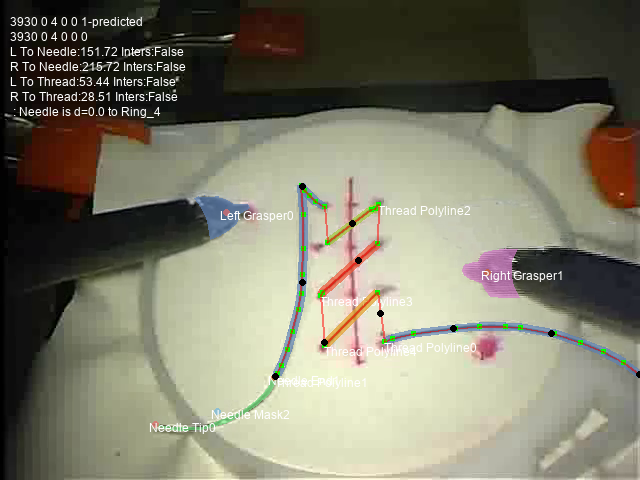 3930 0 4 0 0 1-predicted
3930 0 4 0 0 0
L To Needle:151.72 Inters:False
R To Needle:215.72 Inters:False
L To Thread:53.44 Inters:False
R To Thread:28.51 Inters:False
: Needle is d=0.0 to Ring_4
Left Grasper0
Thread Polyline2
Right Grasper1
Thread Polyline3
Thread Polyline4
Thread Polyline0
Thread Polyline1
Needle Mask2
Needle Tip0